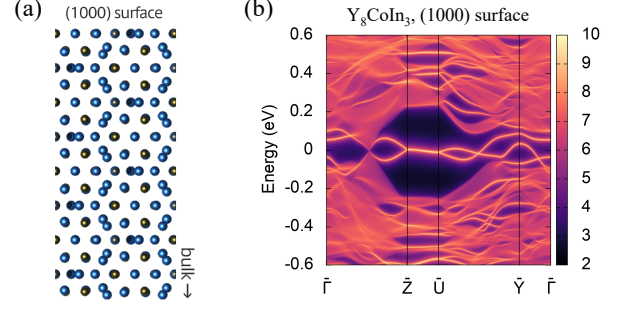 (a)
(1000) surface
bulk →
(b)
Y₈CoIn₃, (1000) surface
Energy (eV)
0.6
0.4
0.2
0
-0.2
-0.4
-0.6
Γ̄ Z̄ Ū Ȳ Γ̄
10
9
8
7
6
5
4
3
2